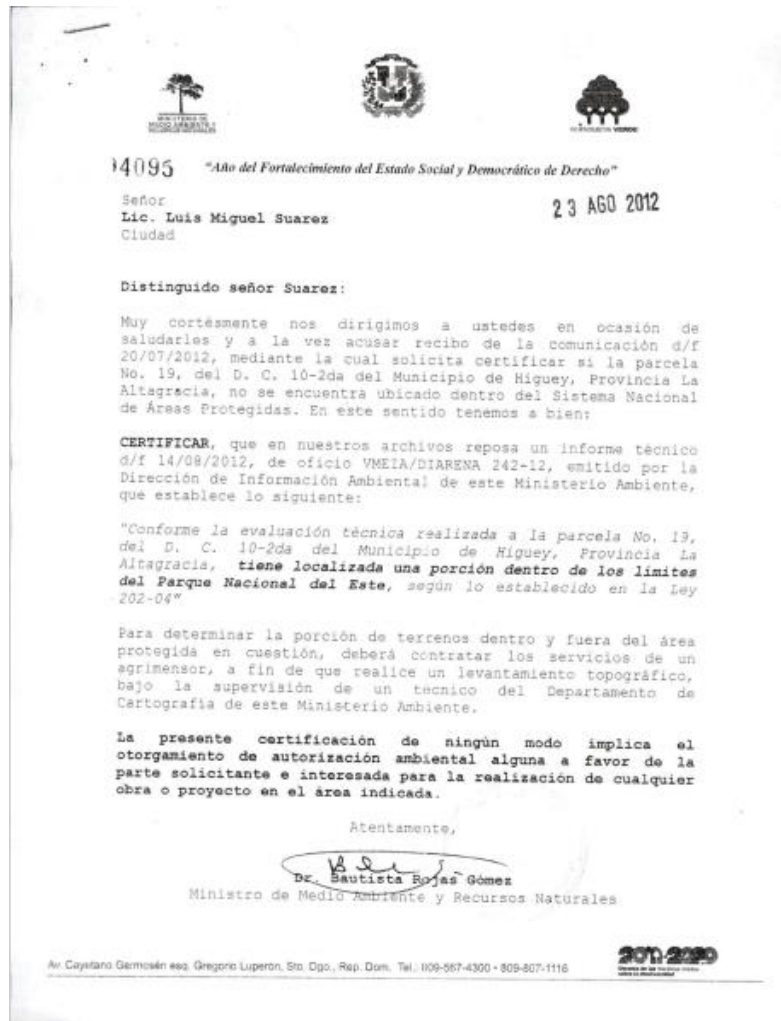 MINISTERIO DE
MEDIO AMBIENTE Y
RECURSOS NATURALES
04095 "Año del Fortalecimiento del Estado Social y Democrático de Derecho"
Señor
23 AGO 2012
Lic. Luis Miguel Suarez
Ciudad
Distinguido señor Suarez:
Muy cortésmente nos dirigimos a ustedes en ocasión de
saludarles y a la vez acusar recibo de la comunicación d/f
20/07/2012, mediante la cual solicita certificar si la parcela
No. 19, del D. C. 10-2da del Municipio de Higuey, Provincia La
Altagracia, no se encuentra ubicado dentro del Sistema Nacional
de Áreas Protegidas. En este sentido tenemos a bien:
CERTIFICAR, que en nuestros archivos reposa un informe técnico
d/f 14/08/2012, de oficio VMEIA/DIARENA 242-12, emitido por la
Dirección de Información Ambiental de este Ministerio Ambiente,
que establece lo siguiente:
"Conforme la evaluación técnica realizada a la parcela No. 19,
del D. C. 10-2da del Municipio de Higuey, Provincia La
Altagracia, tiene localizada una porción dentro de los límites
del Parque Nacional del Este, según lo establecido en la Ley
202-04"
Para determinar la porción de terrenos dentro y fuera del área
protegida en cuestión, deberá contratar los servicios de un
agrimensor, a fin de que realice un levantamiento topográfico,
bajo la supervisión de un técnico del Departamento de
Cartografía de este Ministerio Ambiente.
La presente certificación de ningún modo implica el
otorgamiento de autorización ambiental alguna a favor de la
parte solicitante e interesada para la realización de cualquier
obra o proyecto en el área indicada.
Atentamente,
Dr. Bautista Rojas Gómez
Ministro de Medio Ambiente y Recursos Naturales
Av. Cayetano Germosén esq. Gregorio Luperón, Sto. Dgo., Rep. Dom. Tel.: 809-567-4300 • 809-807-1116
2011-2020